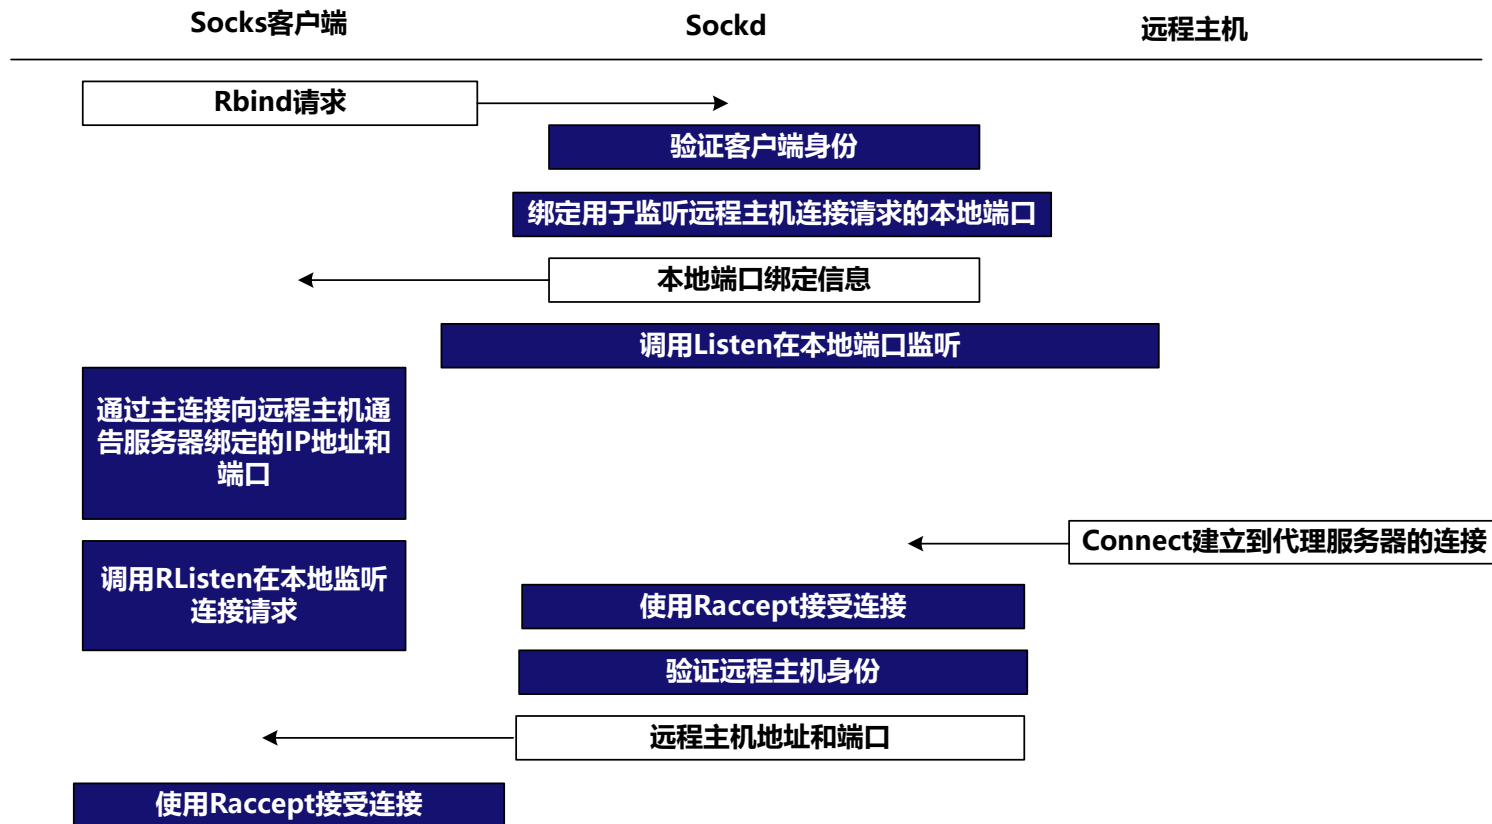 Socks客户端
Sockd
远程主机
Rbind请求
验证客户端身份
绑定用于监听远程主机连接请求的本地端口
本地端口绑定信息
调用Listen在本地端口监听
通过主连接向远程主机通
告服务器绑定的IP地址和
端口
Connect建立到代理服务器的连接
调用RListen在本地监听
连接请求
使用Raccept接受连接
验证远程主机身份
远程主机地址和端口
使用Raccept接受连接